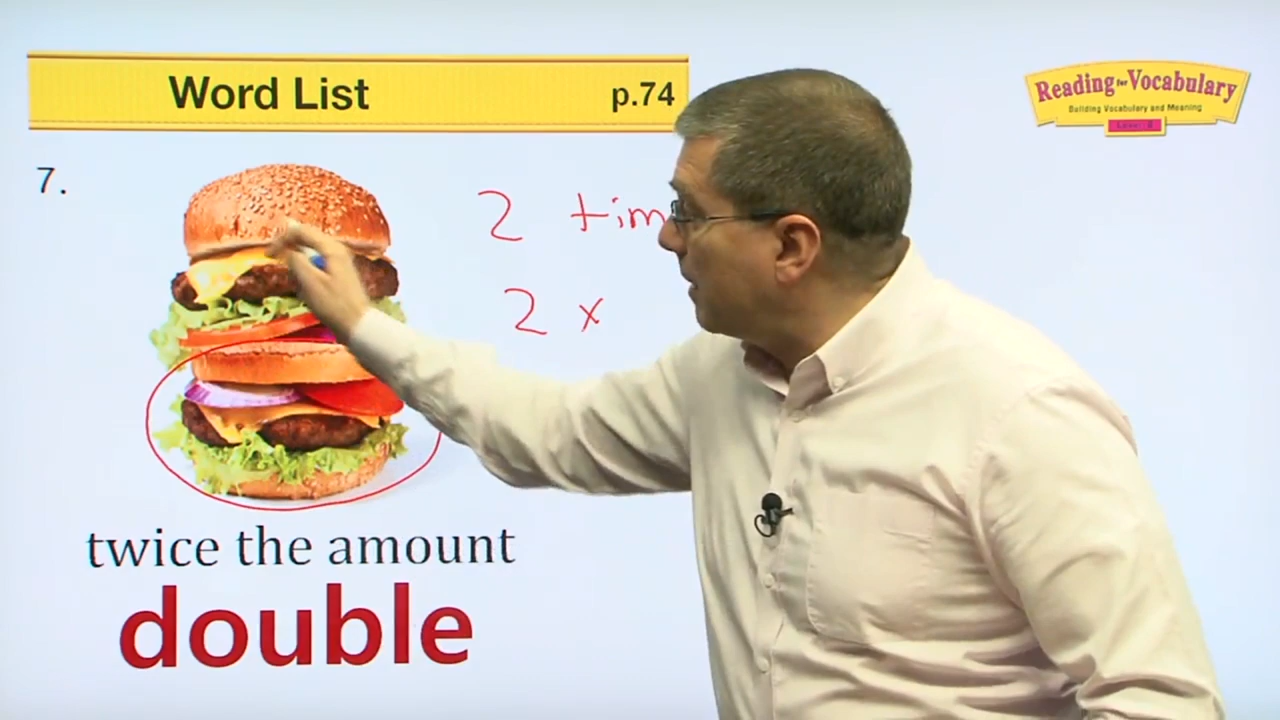 Word List p.74
Reading for Vocabulary
Building Vocabulary and Meaning
7.
2 tim
2 x
twice the amount
double